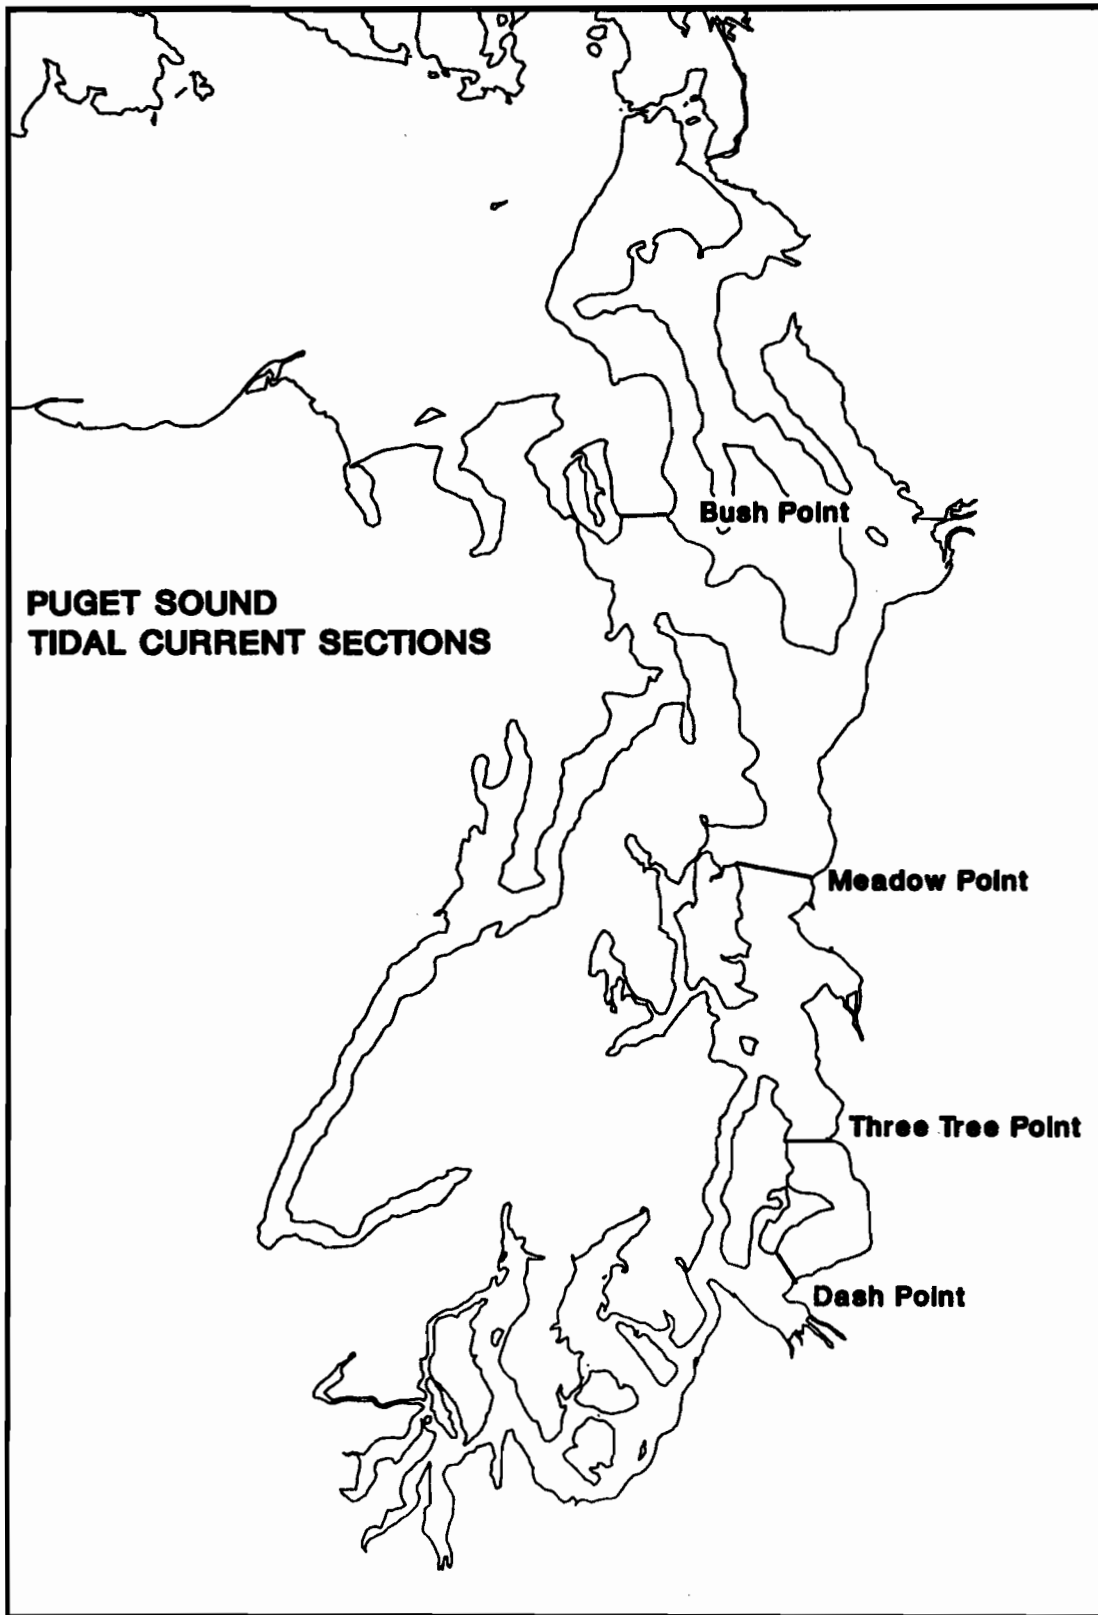 Bush Point
PUGET SOUND
TIDAL CURRENT SECTIONS
Meadow Point
Three Tree Point
Dash Point